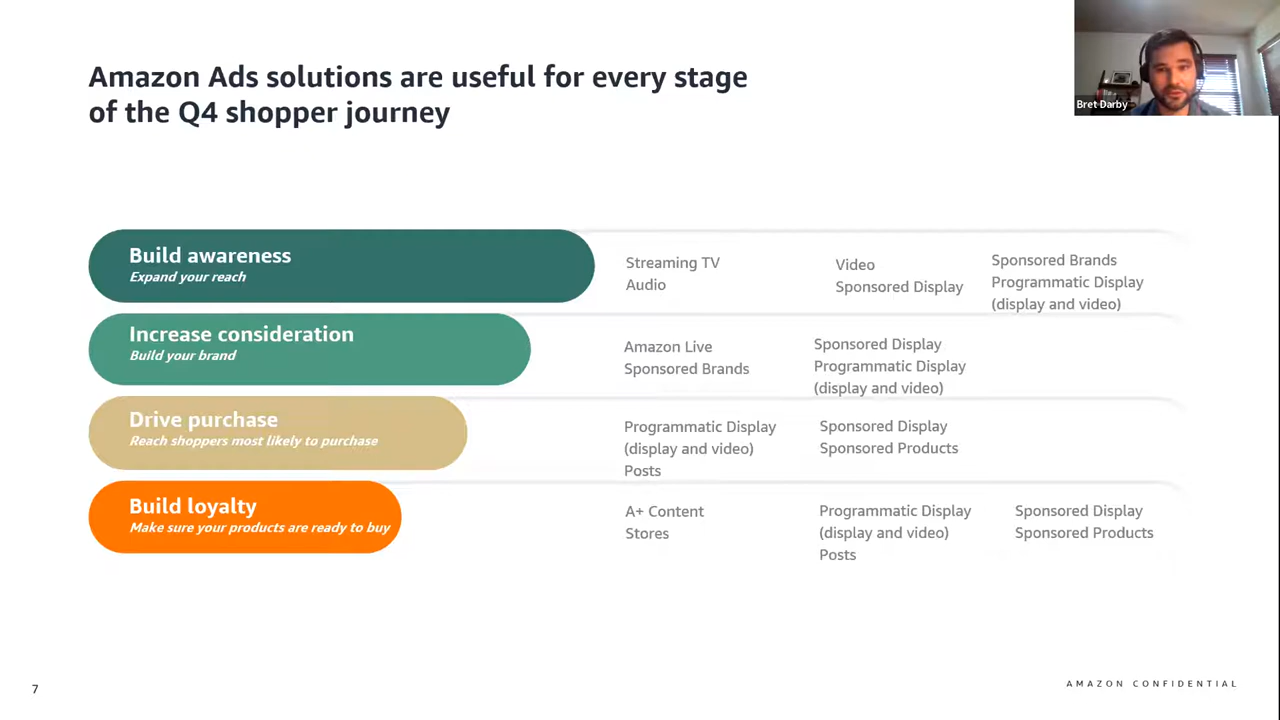 Amazon Ads solutions are useful for every stage
of the Q4 shopper journey
Bret Darby
Build awareness
Expand your reach
Streaming TV
Audio
Video
Sponsored Display
Sponsored Brands
Programmatic Display
(display and video)
Increase consideration
Build your brand
Amazon Live
Sponsored Brands
Sponsored Display
Programmatic Display
(display and video)
Drive purchase
Reach shoppers most likely to purchase
Programmatic Display
(display and video)
Posts
Sponsored Display
Sponsored Products
Build loyalty
Make sure your products are ready to buy
A+ Content
Stores
Programmatic Display
(display and video)
Posts
Sponsored Display
Sponsored Products
7
AMAZON CONFIDENTIAL